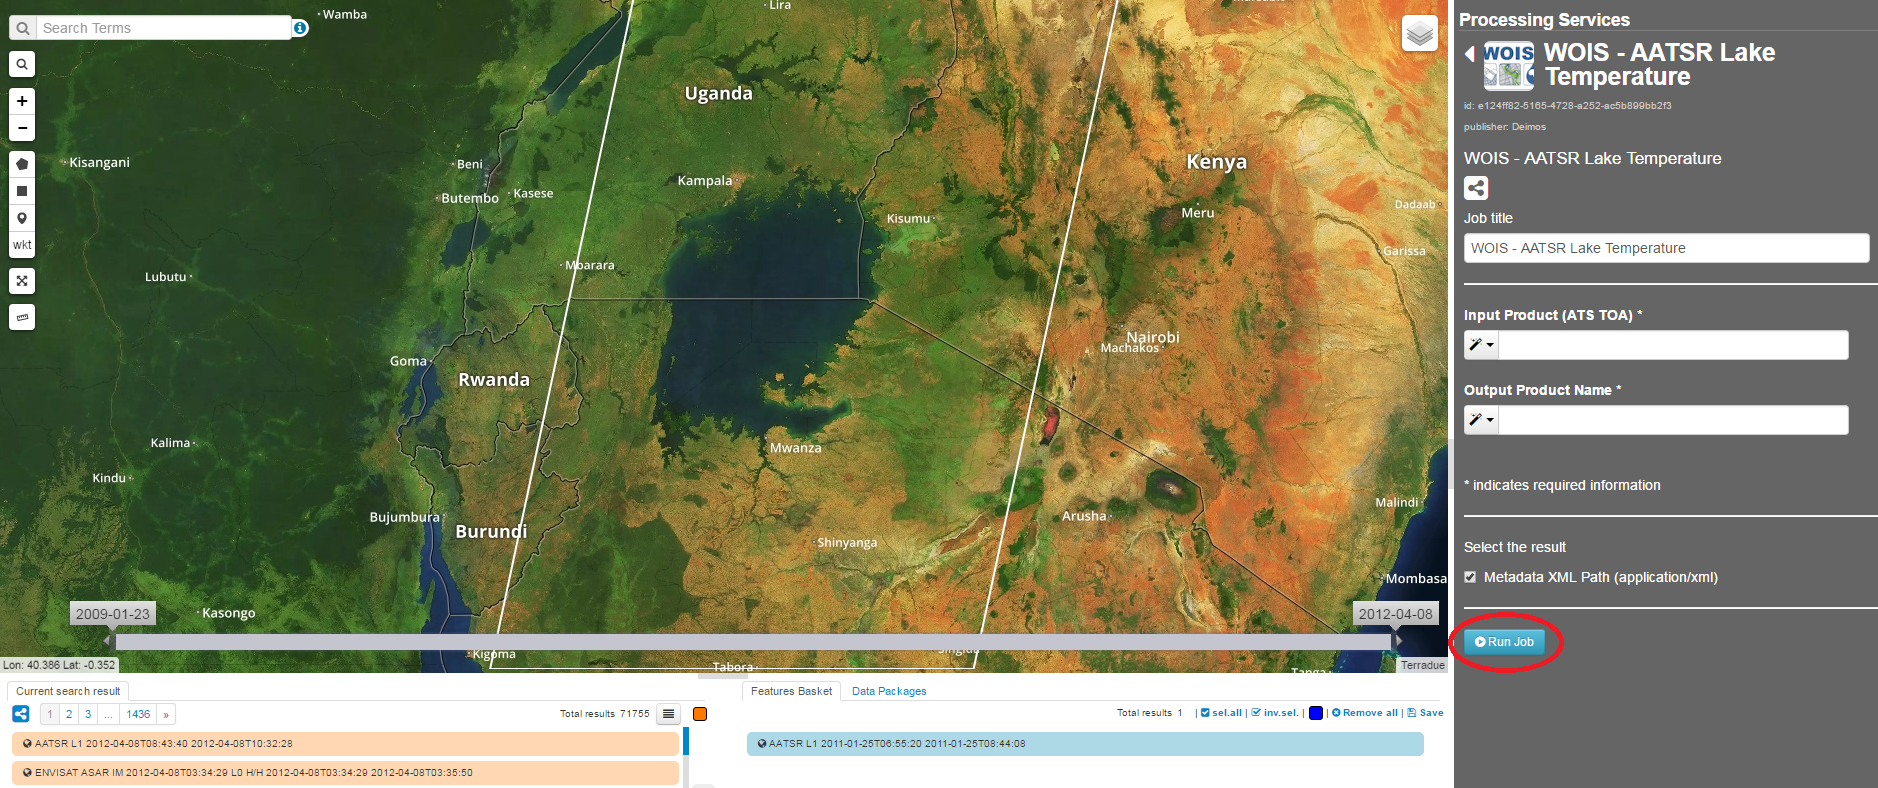 Search Terms
Wamba
Lira
Uganda
Kisangani
Beni
Kasese
Butembo
Kampala
Kisumu
Kenya
Meru
Dadaab
Garissa
wkt
Lubutu
Mbarara
Nairobi
Machakos
Goma
Rwanda
Kalima
Kindu
Mwanza
Bujumbura
Burundi
Shinyanga
Arusha
Malindi
Mombasa
Kasongo
Kigoma
Tabora
Singida
Tanga
2009-01-23
2012-04-08
Lon: 40.386 Lat: -0.352
Terradue
Current search result
1 2 3 ... 1436 »
Total results 71755
AATSR L1 2012-04-08T08:43:40 2012-04-08T10:32:28
ENVISAT ASAR IM 2012-04-08T03:34:29 L0 H/H 2012-04-08T03:34:29 2012-04-08T03:35:50
Features Basket Data Packages
Total results 1 | sel.all | inv.sel. | | Remove all | Save
AATSR L1 2011-01-25T06:55:20 2011-01-25T08:44:08
Processing Services
WOIS
WOIS - AATSR Lake
Temperature
id: e124ff82-5165-4728-a252-ac5b899bb2f3
publisher: Deimos
WOIS - AATSR Lake Temperature
Job title
WOIS - AATSR Lake Temperature
Input Product (ATS TOA) *
Output Product Name *
* indicates required information
Select the result
Metadata XML Path (application/xml)
Run Job